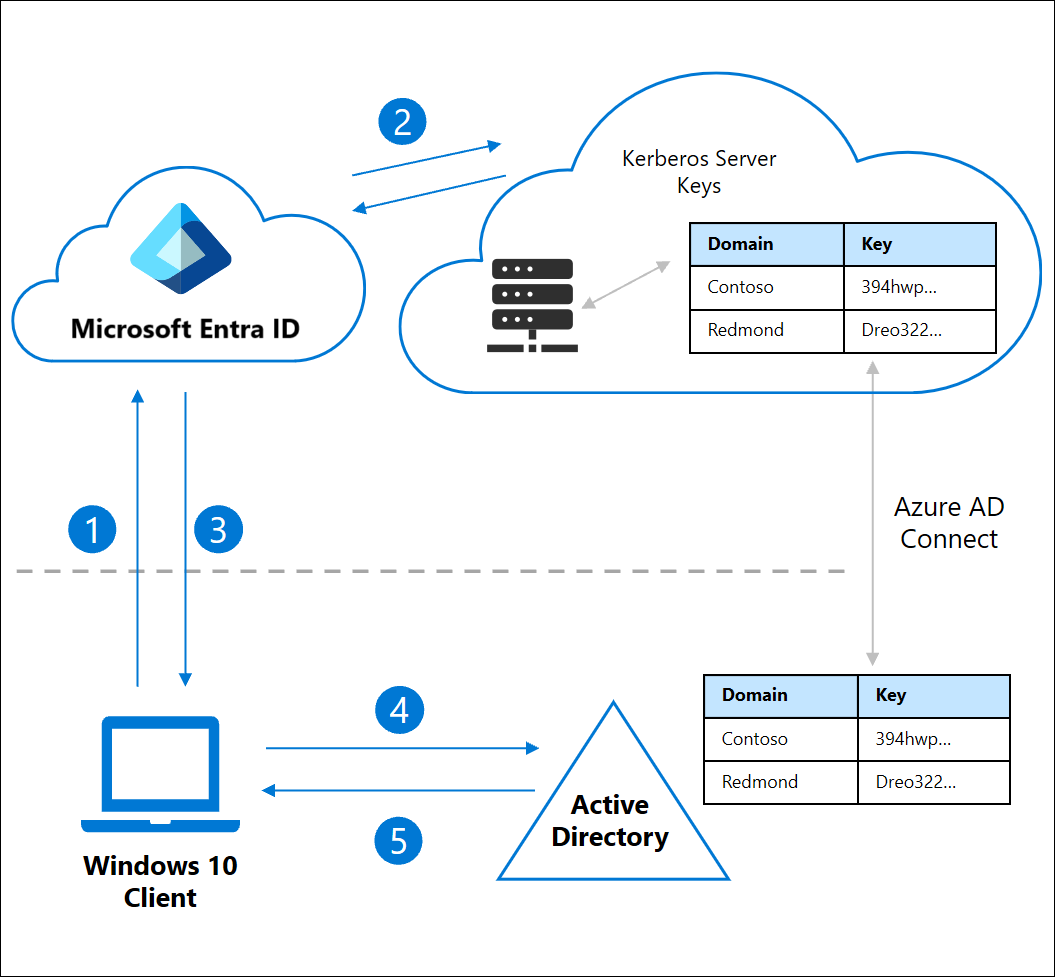 2
Kerberos Server
Keys
Domain Key
Contoso 394hwp...
Redmond Dreo322...
Microsoft Entra ID
1
3
Azure AD
Connect
Domain Key
Contoso 394hwp...
Redmond Dreo322...
4
5
Active
Directory
Windows 10
Client